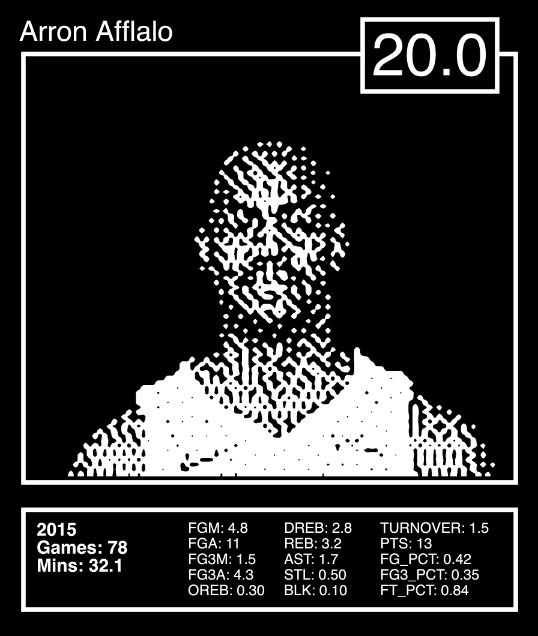 Arron Afflalo
20.0
2015
Games: 78
Mins: 32.1
FGM: 4.8
FGA: 11
FG3M: 1.5
FG3A: 4.3
OREB: 0.30
DREB: 2.8
REB: 3.2
AST: 1.7
STL: 0.50
BLK: 0.10
TURNOVER: 1.5
PTS: 13
FG_PCT: 0.42
FG3_PCT: 0.35
FT_PCT: 0.84